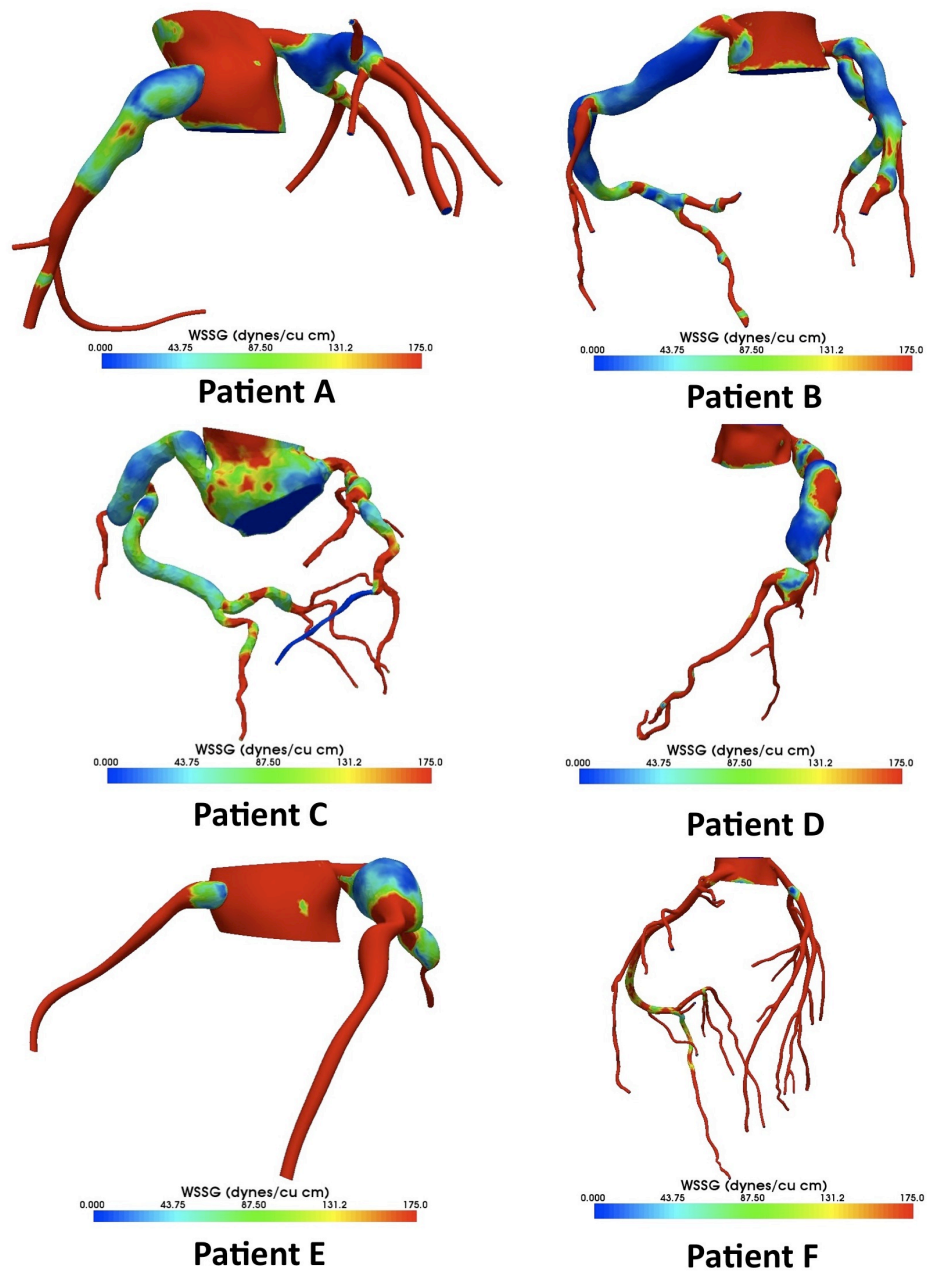 WSSG (dynes/cu cm)
0.000 43.75 87.50 131.2 175.0
Patient A
WSSG (dynes/cu cm)
0.000 43.75 87.50 131.2 175.0
Patient B
WSSG (dynes/cu cm)
0.000 43.75 87.50 131.2 175.0
Patient C
WSSG (dynes/cu cm)
0.000 43.75 87.50 131.2 175.0
Patient D
WSSG (dynes/cu cm)
0.000 43.75 87.50 131.2 175.0
Patient E
WSSG (dynes/cu cm)
0.000 43.75 87.50 131.2 175.0
Patient F